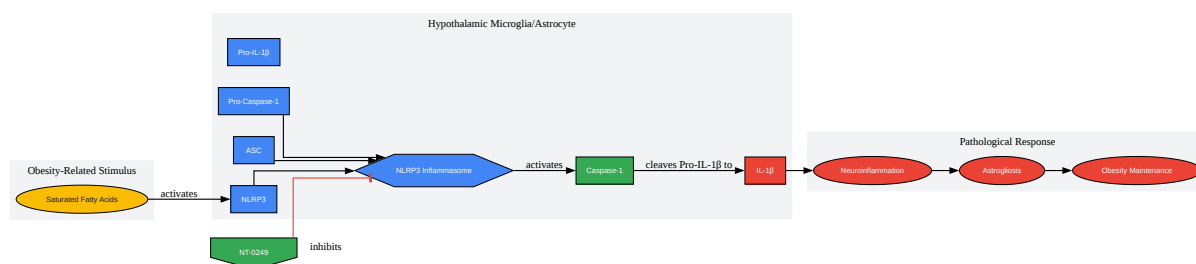 Hypothalamic Microglia/Astrocyte
Pro-IL-1β
Pro-Caspase-1
ASC
Obesity-Related Stimulus
Pathological Response
NLRP3 Inflammasome
activates
Caspase-1
cleaves Pro-IL-1β to
IL-1β
Neuroinflammation
Astrogliosis
Obesity Maintenance
Saturated Fatty Acids
activates
NLRP3
NT-0249
inhibits